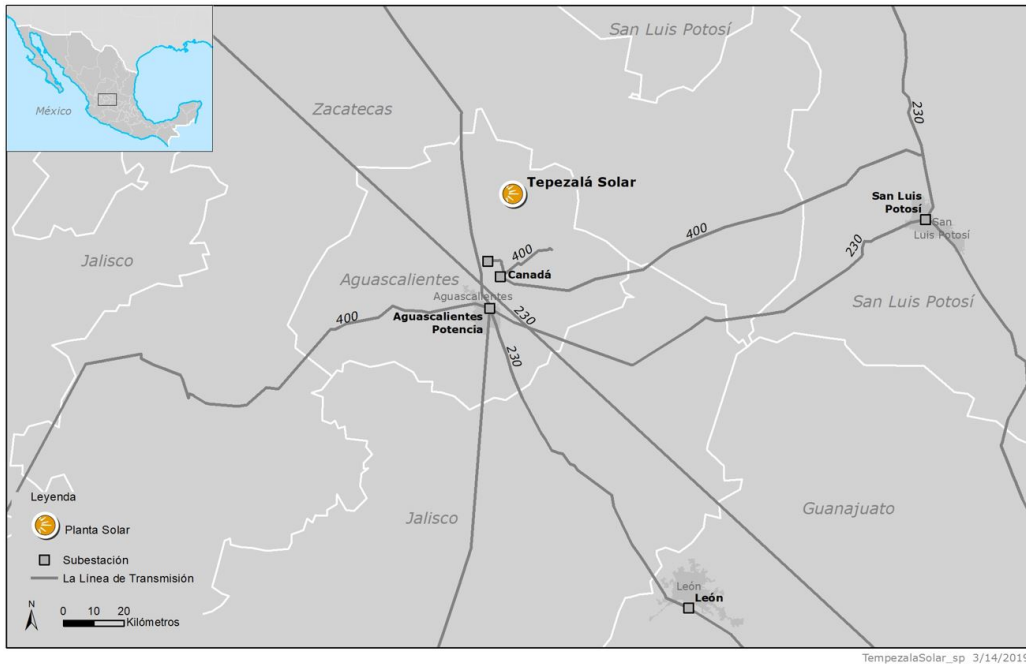 México
San Luis Potosí
Zacatecas
230
Tepezalá Solar
San Luis
Potosí
San
Luis Potosí
400
230
400
Canadá
Jalisco
Aguascalientes
Aguascalientes
Aguascalientes
Potencia
400
230
230
San Luis Potosí
Jalisco
Guanajuato
León
León
Leyenda
Planta Solar
Subestación
La Línea de Transmisión
N
0 10 20
Kilómetros
TempezalaSolar_sp 3/14/2019